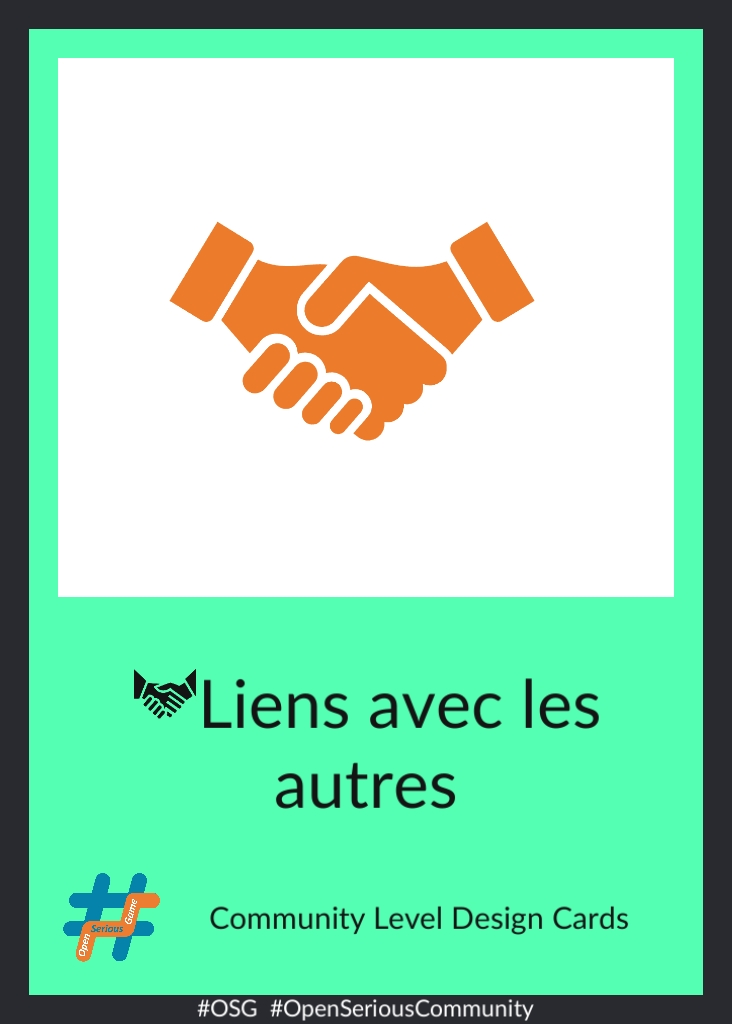 Liens avec les
autres
Open Serious Game
Community Level Design Cards
#OSG #OpenSeriousCommunity